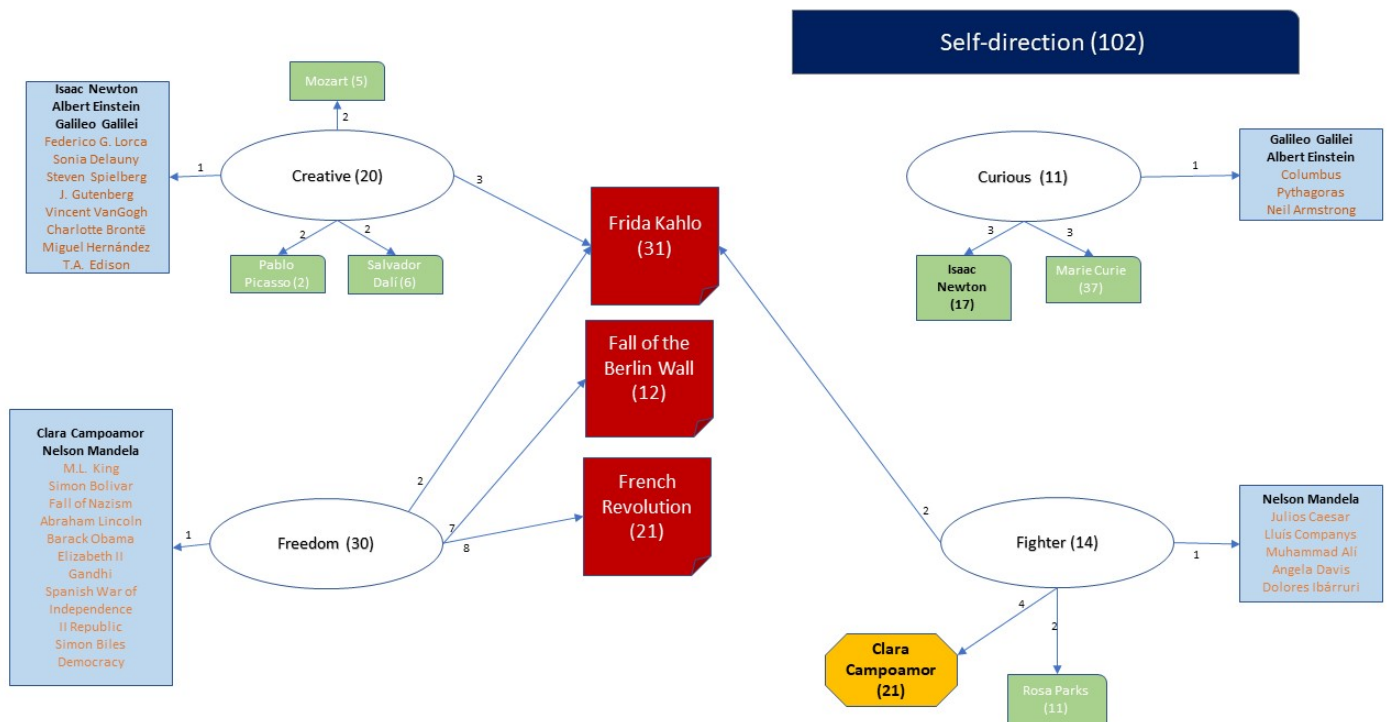 Self-direction (102)
Mozart (5)
2
Isaac Newton
Albert Einstein
Galileo Galilei
Federico G. Lorca
Sonia Delauny
Steven Spielberg
J. Gutenberg
Vincent VanGogh
Charlotte Brontë
Miguel Hernández
T.A. Edison
1
Creative (20)
3
2
2
Pablo
Picasso (2)
Salvador
Dalí (6)
Frida Kahlo
(31)
Fall of the
Berlin Wall
(12)
French
Revolution
(21)
Curious (11)
1
Galileo Galilei
Albert Einstein
Columbus
Pythagoras
Neil Armstrong
3
3
Isaac
Newton
(17)
Marie Curie
(37)
Clara Campoamor
Nelson Mandela
M.L. King
Simon Bolivar
Fall of Nazism
Abraham Lincoln
Barack Obama
Elizabeth II
Gandhi
Spanish War of
Independence
II Republic
Simon Biles
Democracy
1
Freedom (30)
2
7
8
2
Fighter (14)
1
Nelson Mandela
Julios Caesar
Lluís Companys
Muhammad Alí
Angela Davis
Dolores Ibárruri
4
2
Clara
Campoamor
(21)
Rosa Parks
(11)